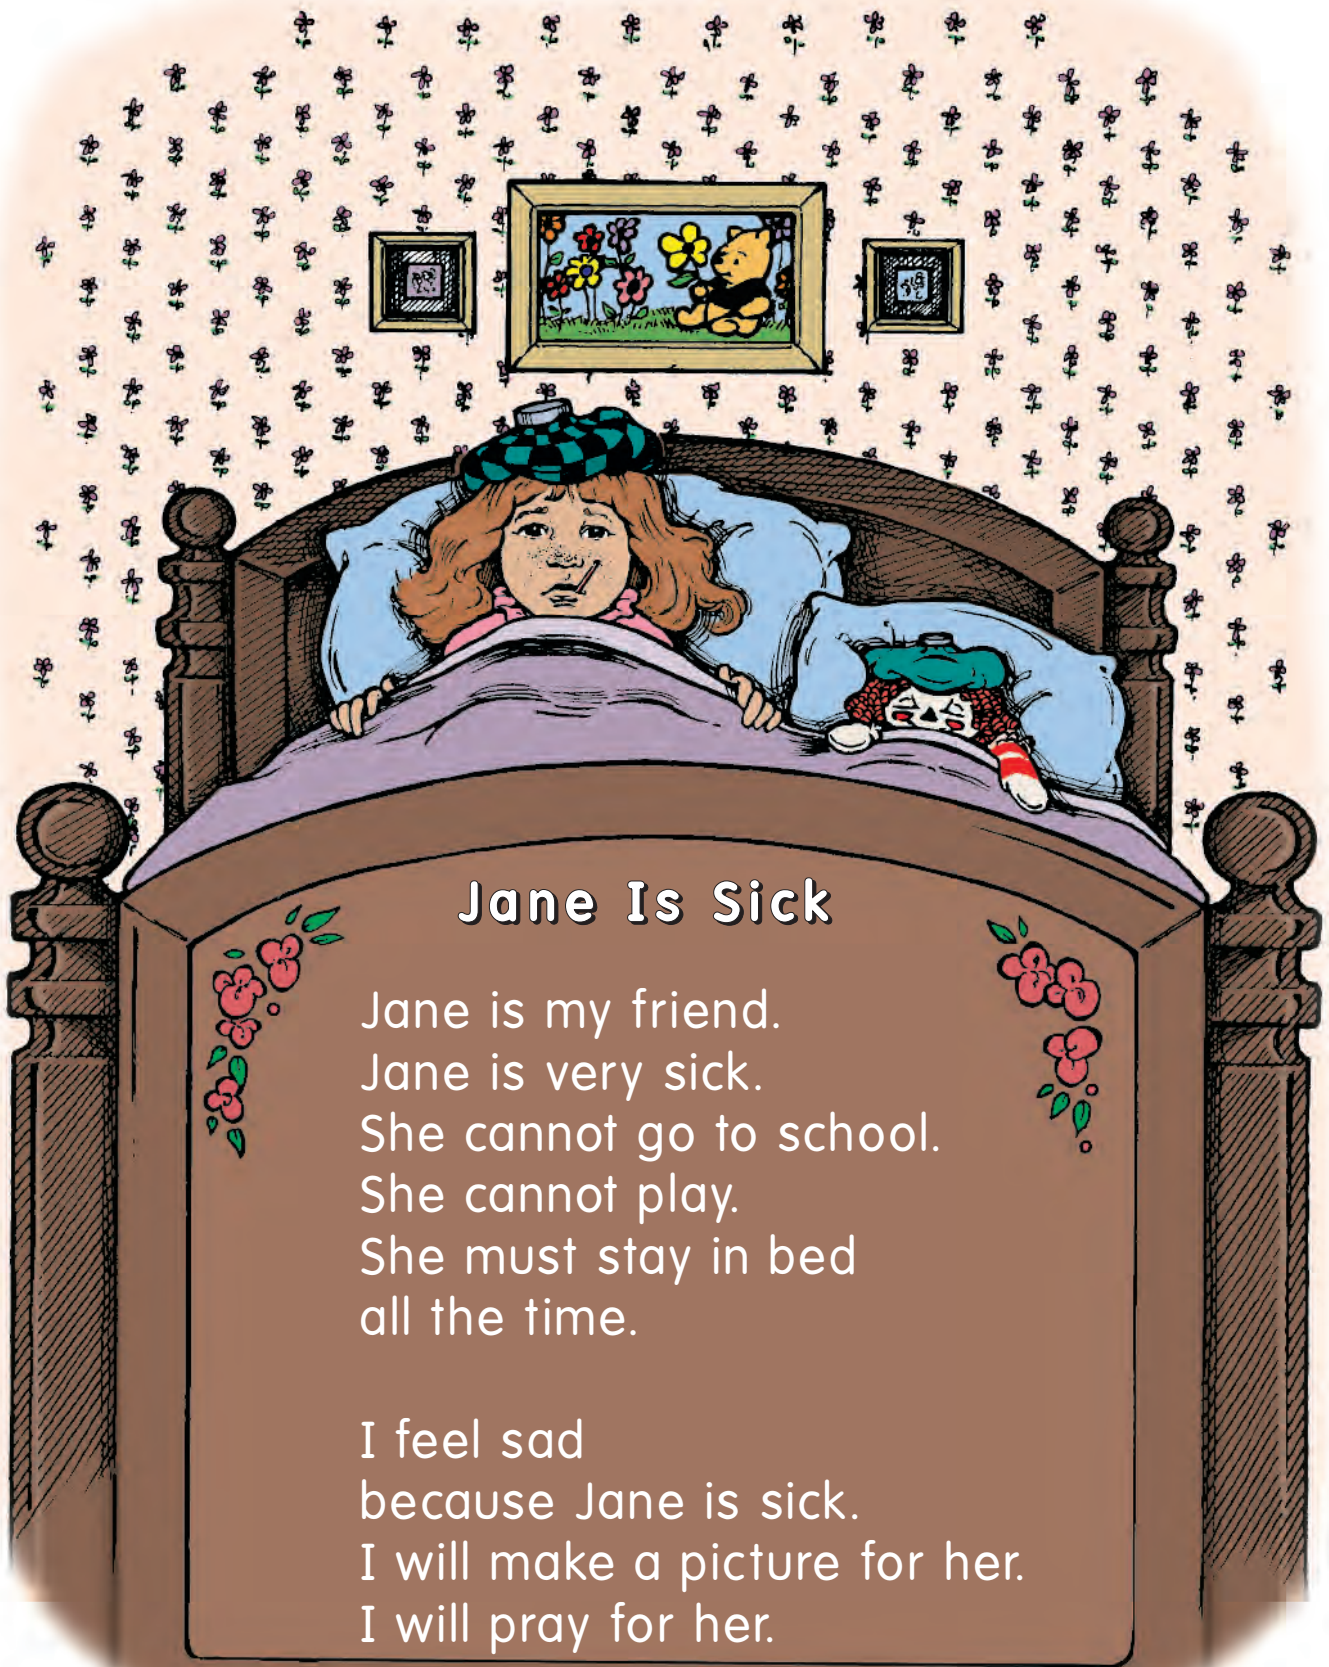 Jane Is Sick
Jane is my friend.
Jane is very sick.
She cannot go to school.
She cannot play.
She must stay in bed
all the time.
I feel sad
because Jane is sick.
I will make a picture for her.
I will pray for her.